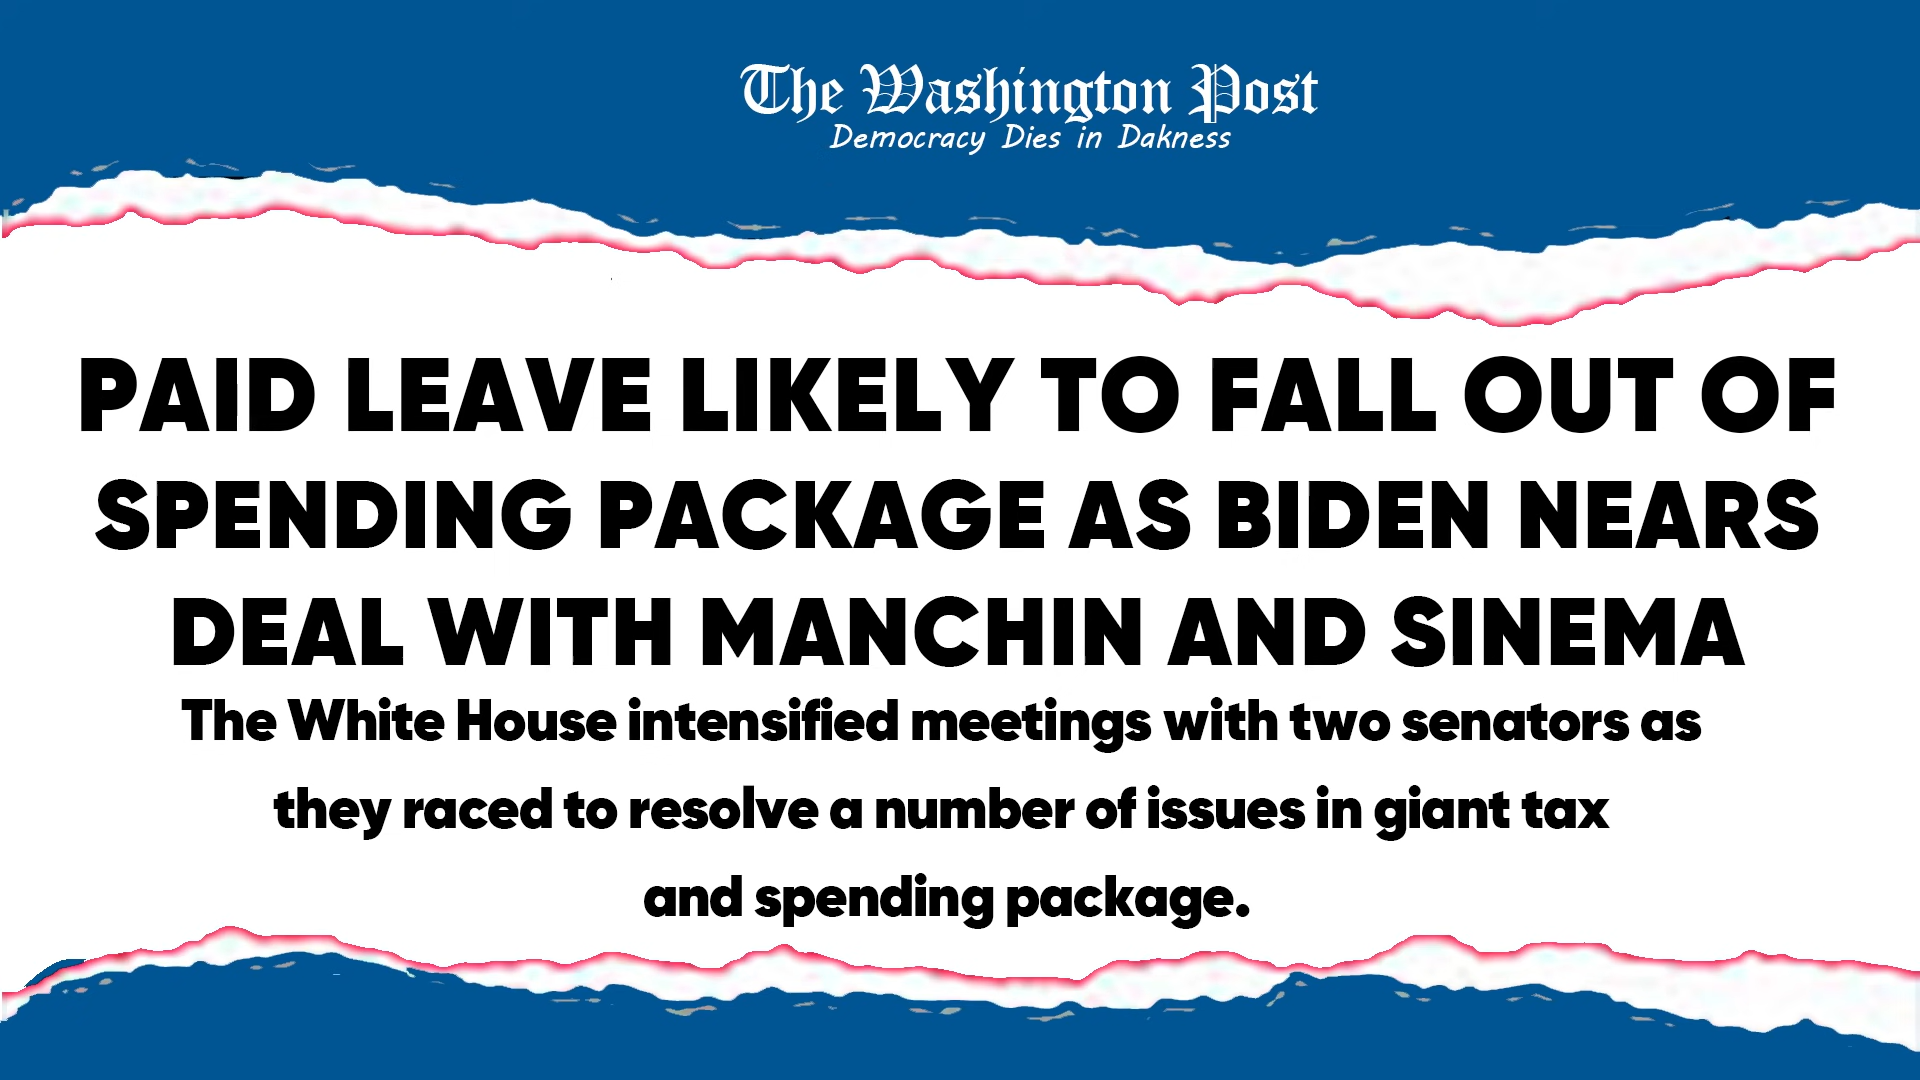 The Washington Post
Democracy Dies in Dakness
PAID LEAVE LIKELY TO FALL OUT OF
SPENDING PACKAGE AS BIDEN NEARS
DEAL WITH MANCHIN AND SINEMA
The White House intensified meetings with two senators as
they raced to resolve a number of issues in giant tax
and spending package.